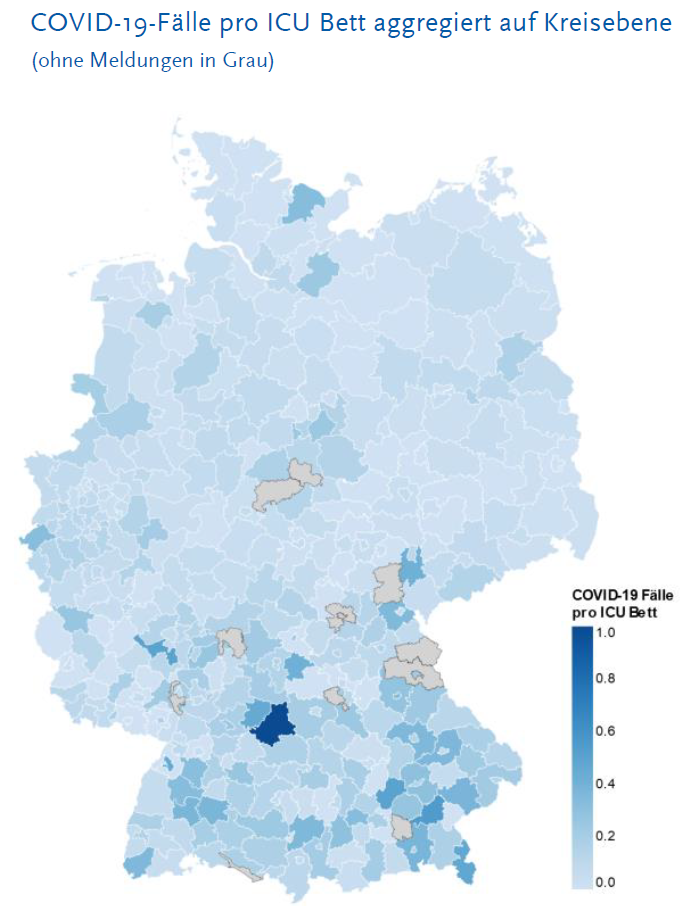 COVID-19-Fälle pro ICU Bett aggregiert auf Kreisebene
(ohne Meldungen in Grau)
COVID-19 Fälle
pro ICU Bett
1.0
0.8
0.6
0.4
0.2
0.0